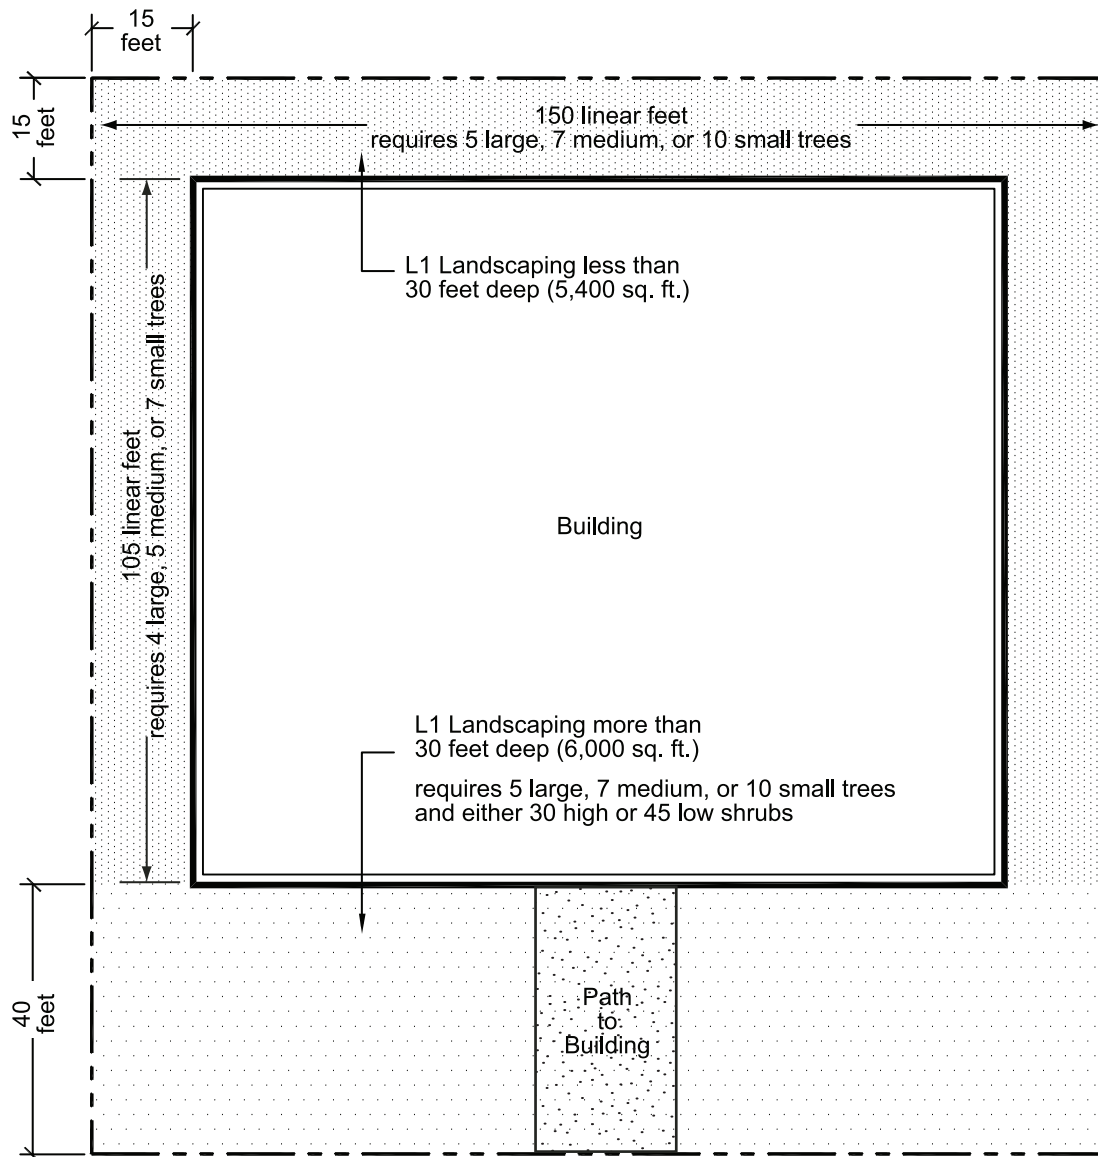 15
feet
15
feet
150 linear feet
requires 5 large, 7 medium, or 10 small trees
L1 Landscaping less than
30 feet deep (5,400 sq. ft.)
105 linear feet
requires 4 large, 5 medium, or 7 small trees
Building
L1 Landscaping more than
30 feet deep (6,000 sq. ft.)
requires 5 large, 7 medium, or 10 small trees
and either 30 high or 45 low shrubs
40
feet
Path
to
Building